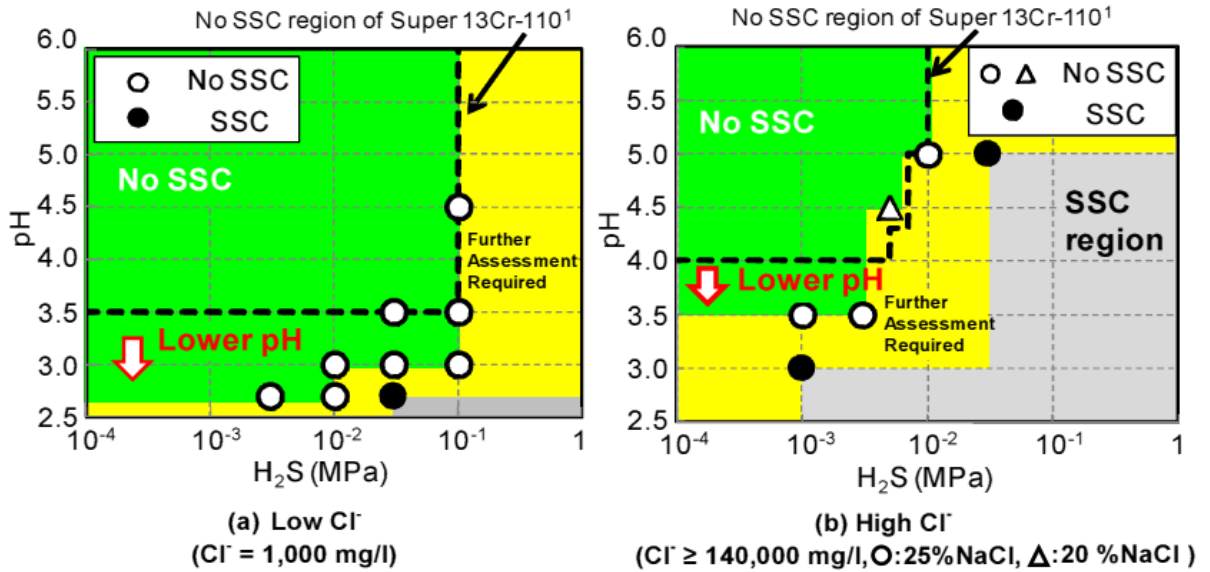 No SSC region of Super 13Cr-110¹
6.0
5.5
5.0
4.5
4.0
3.5
3.0
2.5
pH
No SSC
SSC
No SSC
Further
Assessment
Required
Lower pH
10⁻⁴
10⁻³
10⁻²
10⁻¹
1
H₂S (MPa)
(a) Low Cl⁻
(Cl⁻ = 1,000 mg/l)
No SSC region of Super 13Cr-110¹
6.0
5.5
5.0
4.5
4.0
3.5
3.0
2.5
pH
No SSC
SSC
No SSC
SSC
region
Lower pH
Further
Assessment
Required
10⁻⁴
10⁻³
10⁻²
10⁻¹
1
H₂S (MPa)
(b) High Cl⁻
(Cl⁻ ≥ 140,000 mg/l, O:25%NaCl, Δ:20 %NaCl )